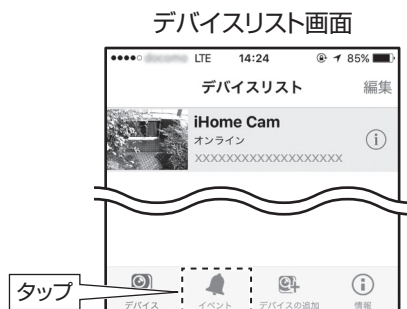 デバイスリスト画面
LTE 14:24 85%
デバイスリスト 編集
iHome Cam
オンライン
XXXXXXXXXXXXXXXXXXX
タップ
デバイス イベント デバイスの追加 情報